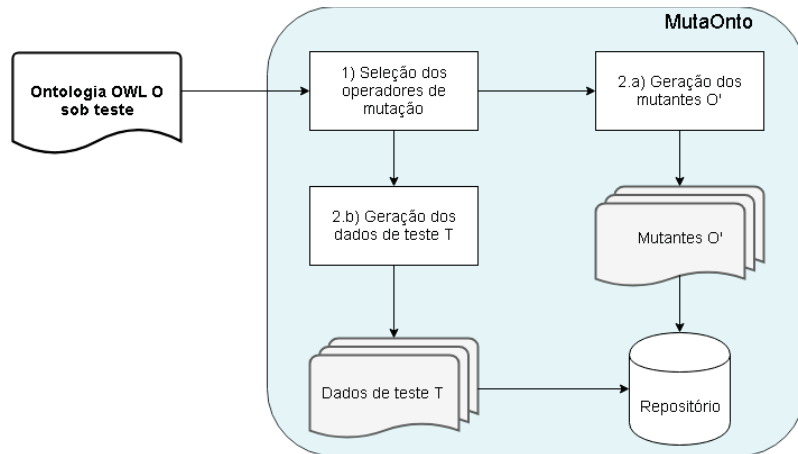 MutaOnto
Ontologia OWL O
sob teste
1) Seleção dos
operadores de
mutação
2.a) Geração dos
mutantes O'
2.b) Geração dos
dados de teste T
Mutantes O'
Dados de teste T
Repositório